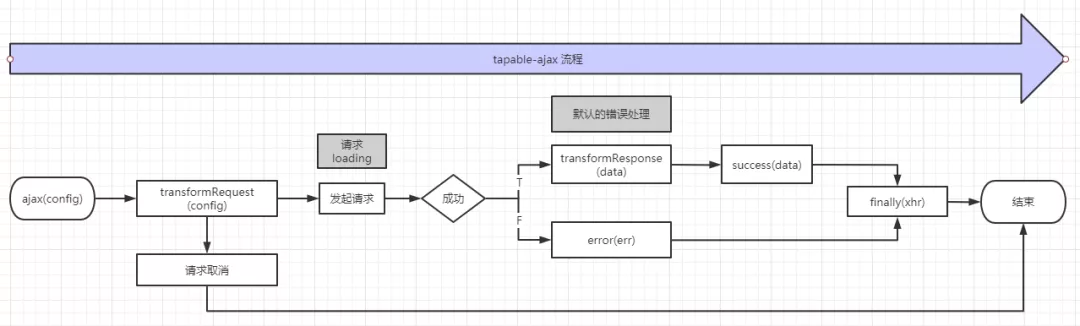 tapable-ajax 流程
默认的错误处理
请求
loading
transformResponse
(data)
success(data)
T
ajax(config)
transformRequest
(config)
发起请求
成功
finally(xhr)
结束
F
error(err)
请求取消